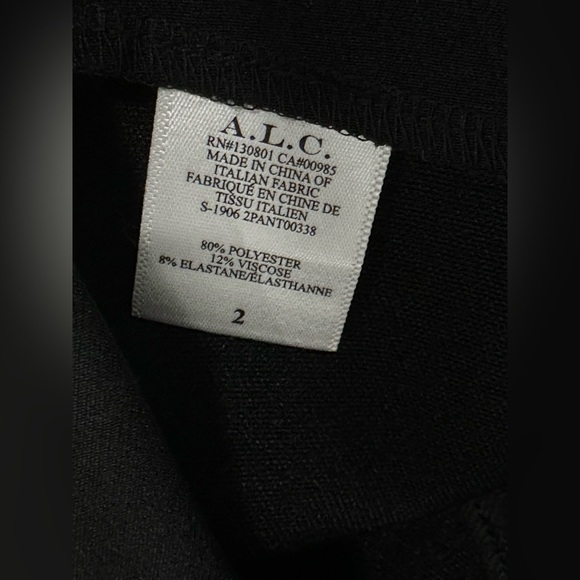 A.L.C.
RN#130801 CA#00985
MADE IN CHINA OF
ITALIAN FABRIC
FABRIQUÉ EN CHINE DE
TISSU ITALIEN
S-1906 2PANT00338
80% POLYESTER
12% VISCOSE
8% ELASTANE/ÉLASTHANNE
2